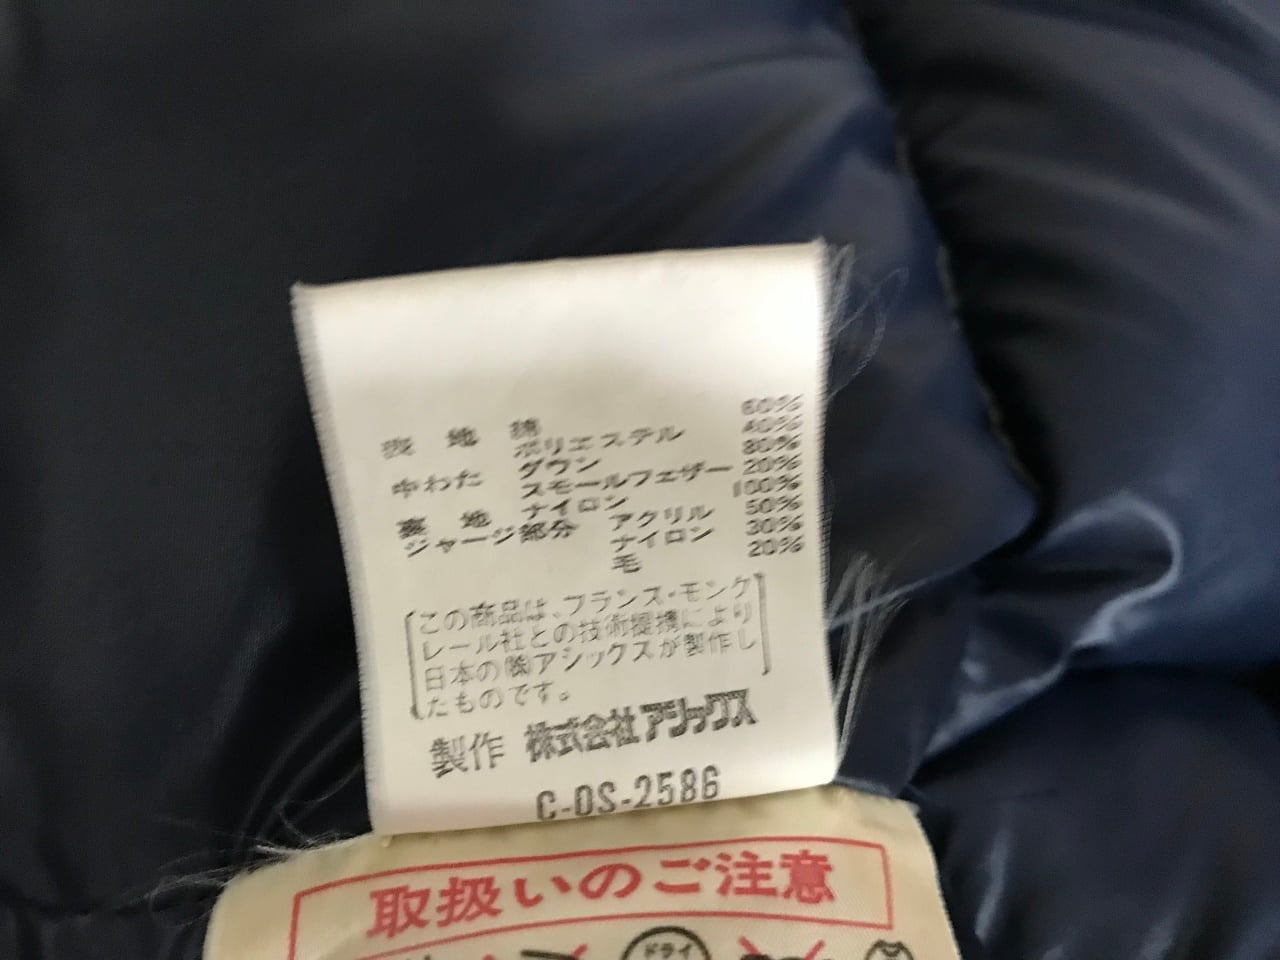 表地 綿 60%
ポリエステル 40%
中わた ダウン 80%
スモールフェザー 20%
裏地 ナイロン 100%
ジャージ部分 アクリル 50%
ナイロン 30%
毛 20%
この商品は、フランス・モンク
レール社との技術提携により
日本の㈱アシックスが製作し
たものです。
製作 株式会社アシックス
C-OS-2586
取扱いのご注意
ドライ